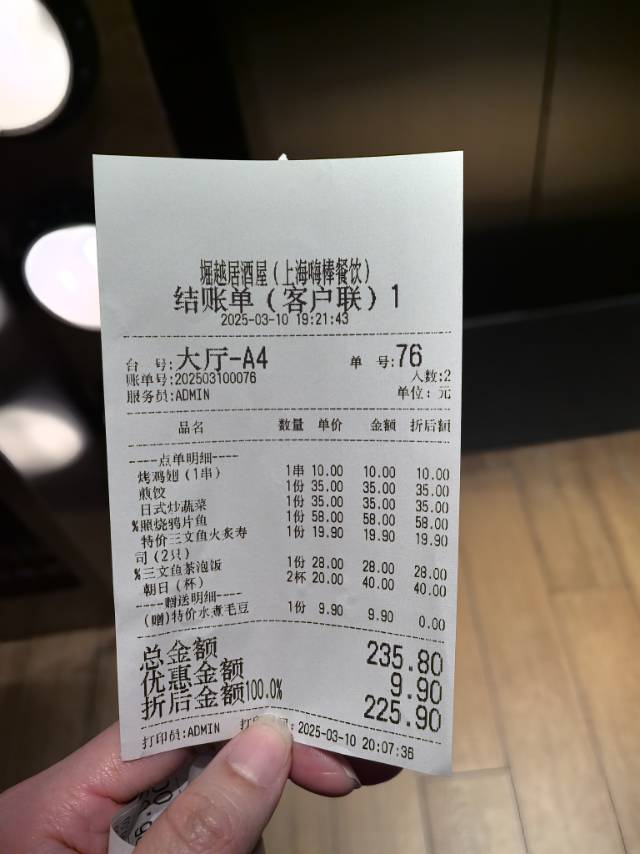 堀越居酒屋(上海嗨棒餐饮)
结账单(客户联)1
2025-03-10 19:21:43
台 号:大厅-A4 单 号:76
账单号:202503100076 人数:2
服务员:ADMIN 单位: 元
品名 数量 单价 金额 折后额
----点单明细----
烤鸡翅(1串) 1串 10.00 10.00 10.00
煎饺 1份 35.00 35.00 35.00
日式炒蔬菜 1份 35.00 35.00 35.00
%照烧鸦片鱼 1份 58.00 58.00 58.00
特价三文鱼火炙寿 1份 19.90 19.90 19.90
司(2只)
%三文鱼茶泡饭 1份 28.00 28.00 28.00
朝日(杯) 2杯 20.00 40.00 40.00
----赠送明细----
(赠)特价水煮毛豆 1份 9.90 9.90 0.00
总金额 235.80
优惠金额 9.90
折后金额100.0% 225.90
打印员:ADMIN 打印 :2025-03-10 20:07:36